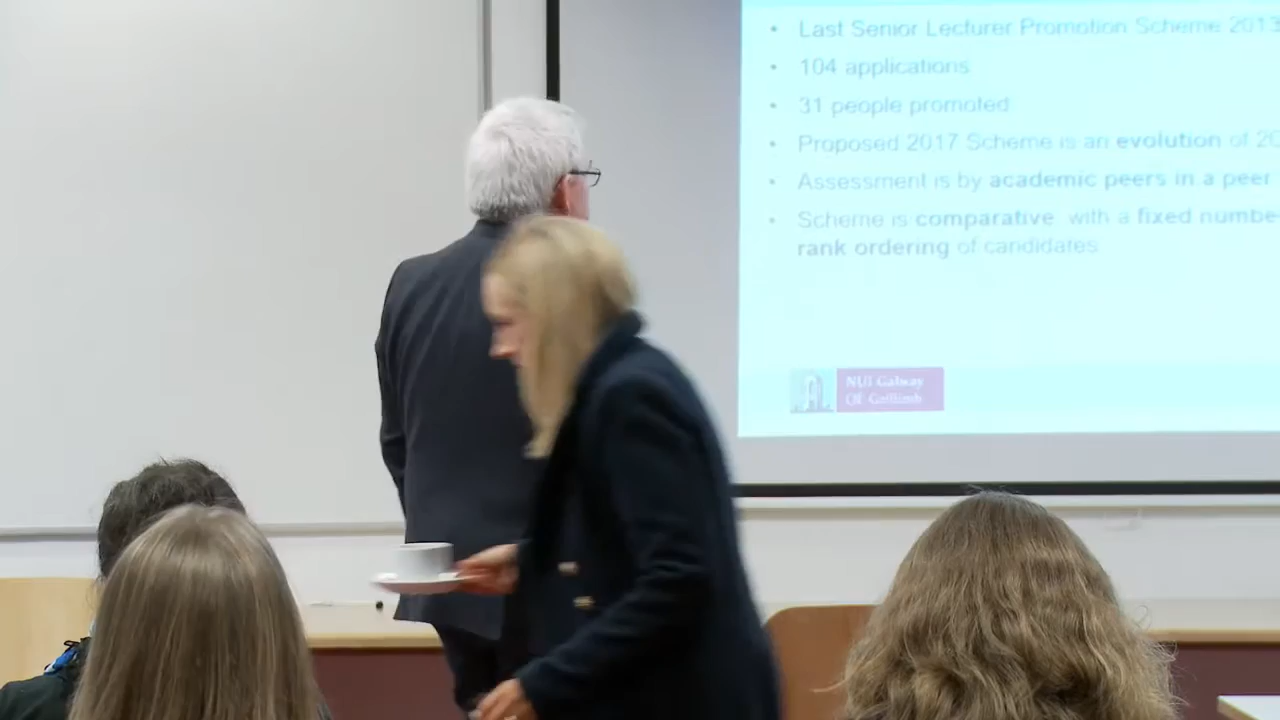 Last Senior Lecturer Promotion Scheme 2013
104 applications
31 people promoted
Proposed 2017 Scheme is an evolution of 20
Assessment is by academic peers in a peer
Scheme is comparative with a fixed numbe
rank ordering of candidates
NUI Galway
OÉ Gaillimh